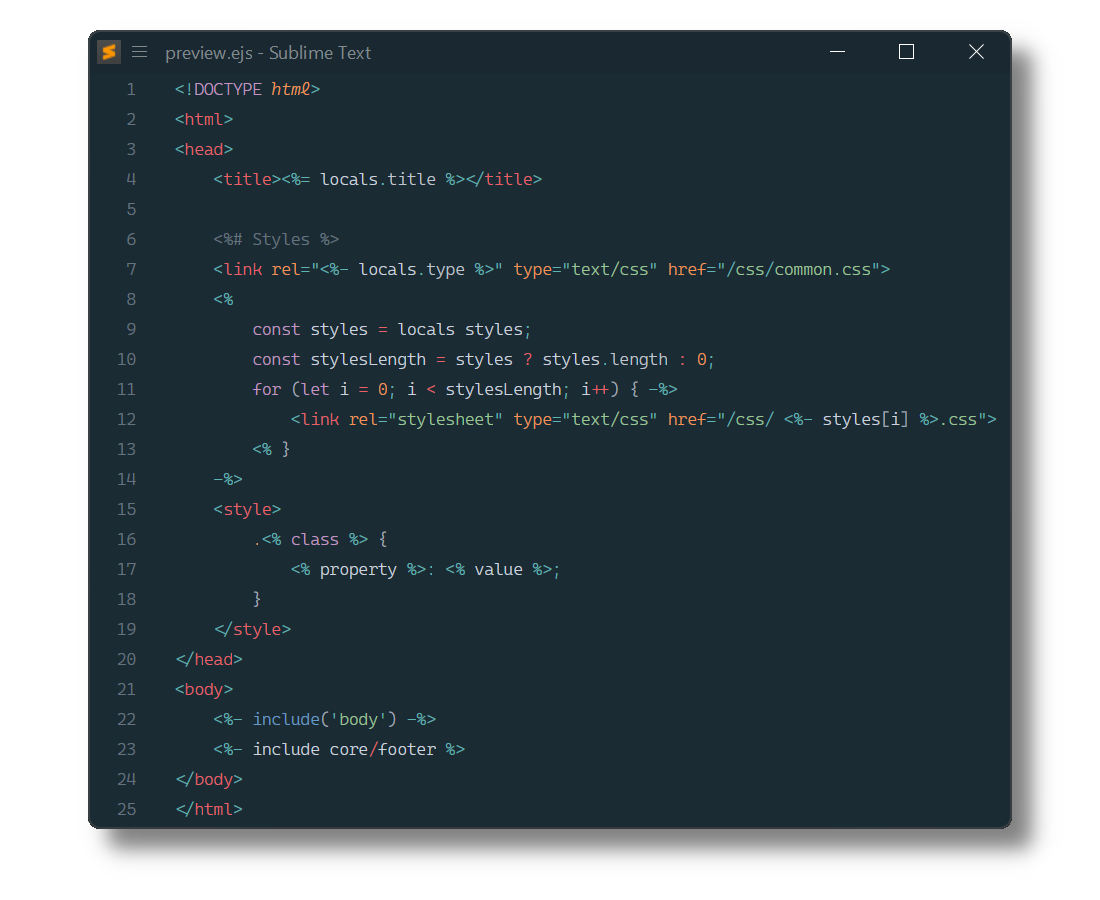 preview.ejs - Sublime Text
1 <!DOCTYPE html>
2 <html>
3 <head>
4 <title><%= locals.title %></title>
5
6 <%# Styles %>
7 <link rel="<%- locals.type %>" type="text/css" href="/css/common.css">
8 <%
9 const styles = locals styles;
10 const stylesLength = styles ? styles.length : 0;
11 for (let i = 0; i < stylesLength; i++) { -%>
12 <link rel="stylesheet" type="text/css" href="/css/ <%- styles[i] %>.css">
13 <% }
14 -%>
15 <style>
16 .<% class %> {
17 <% property %>: <% value %>;
18 }
19 </style>
20 </head>
21 <body>
22 <%- include('body') -%>
23 <%- include core/footer %>
24 </body>
25 </html>